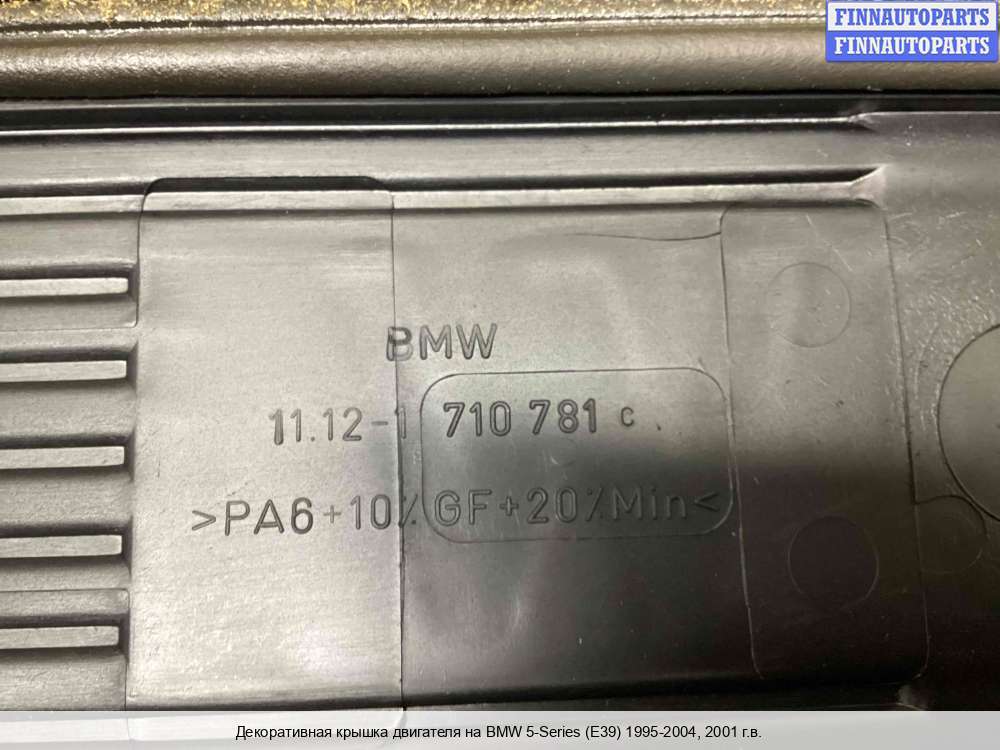 FINNAUTOPARTS
FINNAUTOPARTS
BMW
11.12-1 710 781 c
>PA6+10%GF+20%Min<
Декоративная крышка двигателя на BMW 5-Series (E39) 1995-2004, 2001 г.в.